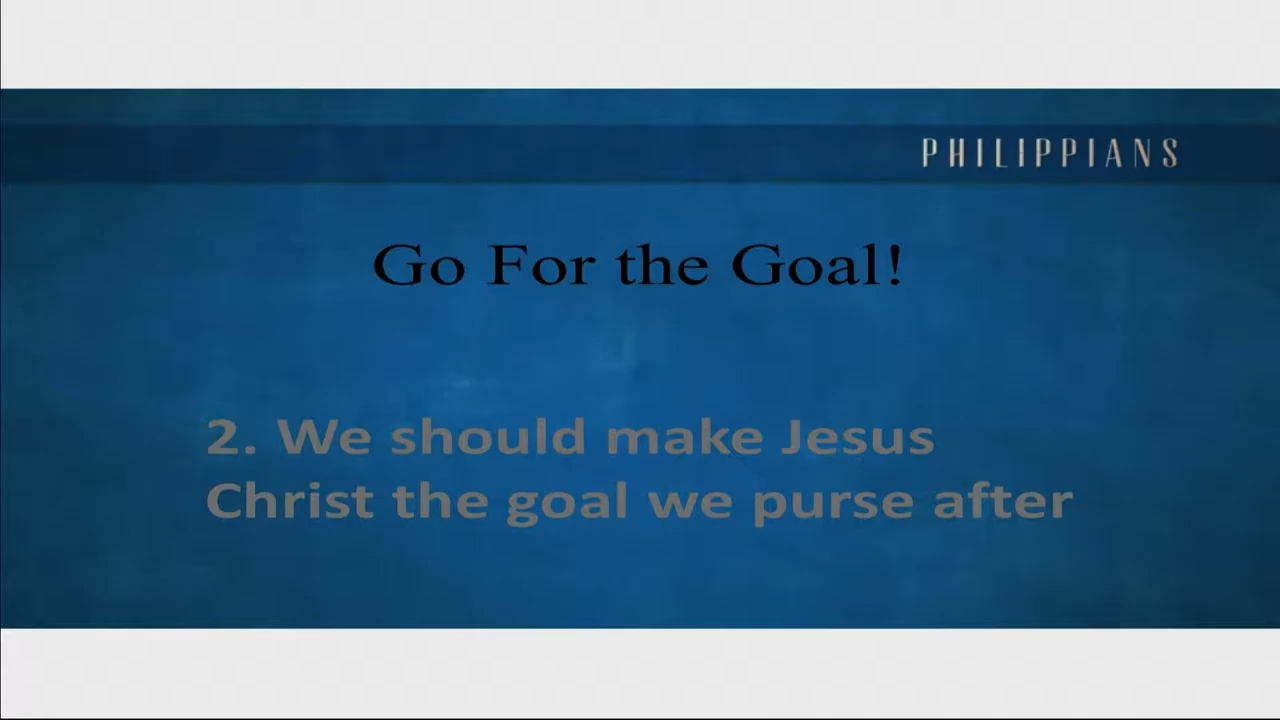 PHILIPPIANS
Go For the Goal!
2. We should make Jesus
Christ the goal we purse after